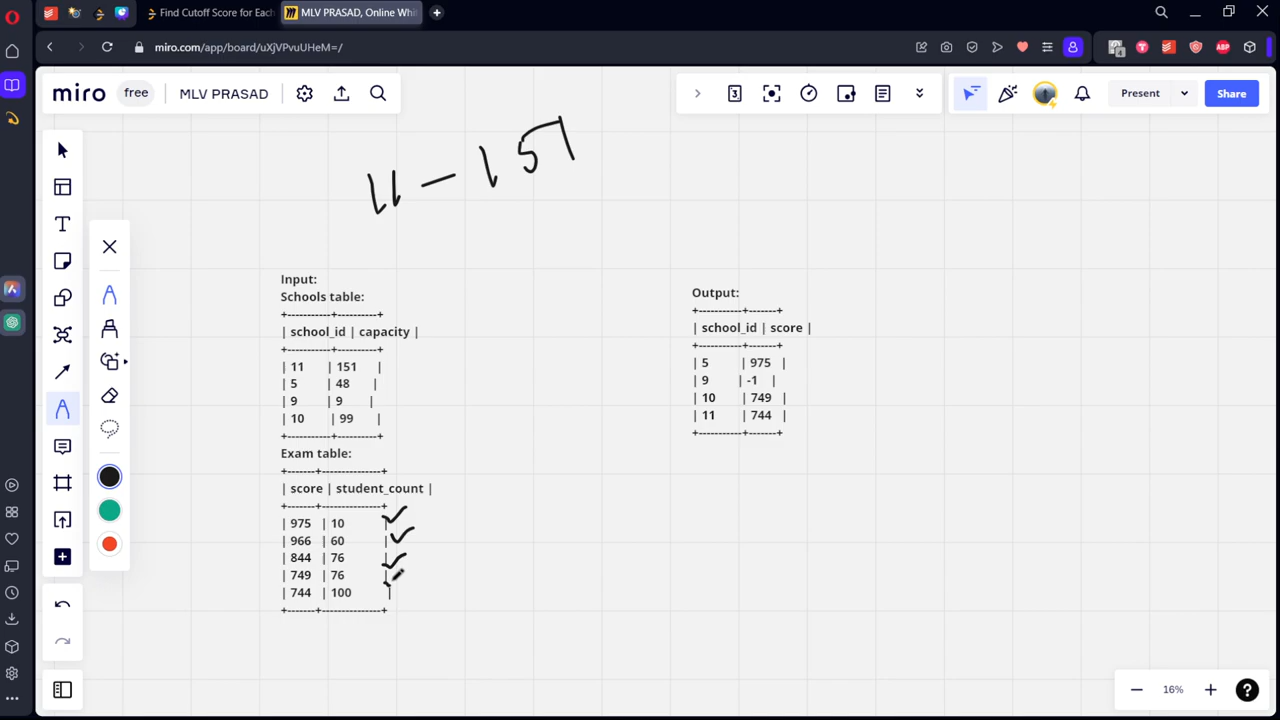 Find Cutoff Score for Each
MLV PRASAD, Online Whi
miro.com/app/board/uXjVPvuUHeM=/
miro
free
MLV PRASAD
3
Present
Share
11 - 151
Input:
Schools table:
+-----------+----------+
| school_id | capacity |
+-----------+----------+
| 11 | 151 |
| 5 | 48 |
| 9 | 9 |
| 10 | 99 |
+-----------+----------+
Exam table:
+-------+---------------+
| score | student_count |
+-------+---------------+
| 975 | 10 |
| 966 | 60 |
| 844 | 76 |
| 749 | 76 |
| 744 | 100 |
+-------+---------------+
Output:
+-----------+-------+
| school_id | score |
+-----------+-------+
| 5 | 975 |
| 9 | -1 |
| 10 | 749 |
| 11 | 744 |
+-----------+-------+
16%